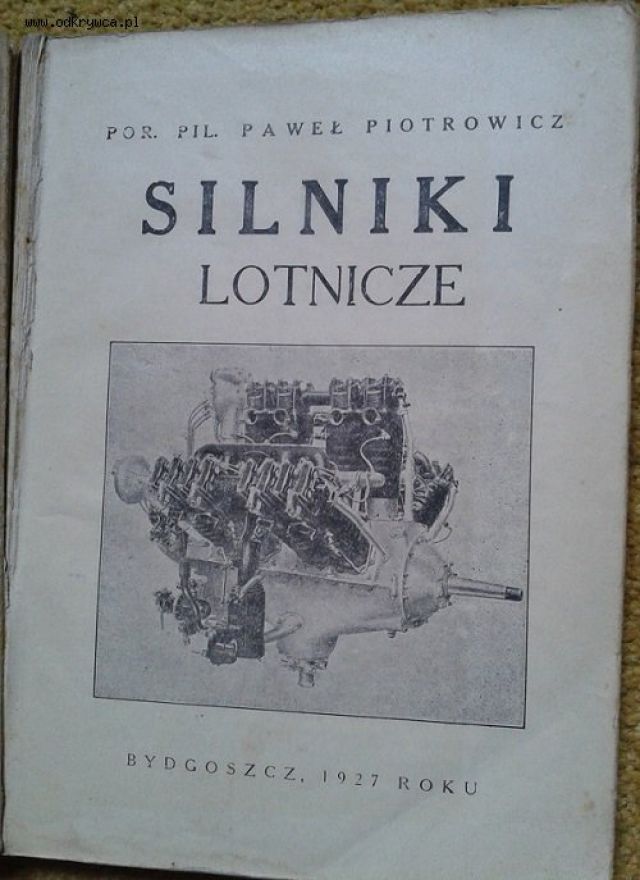 www.odkrywca.pl
POR. PIL. PAWEŁ PIOTROWICZ
SILNIKI
LOTNICZE
BYDGOSZCZ, 1927 ROKU